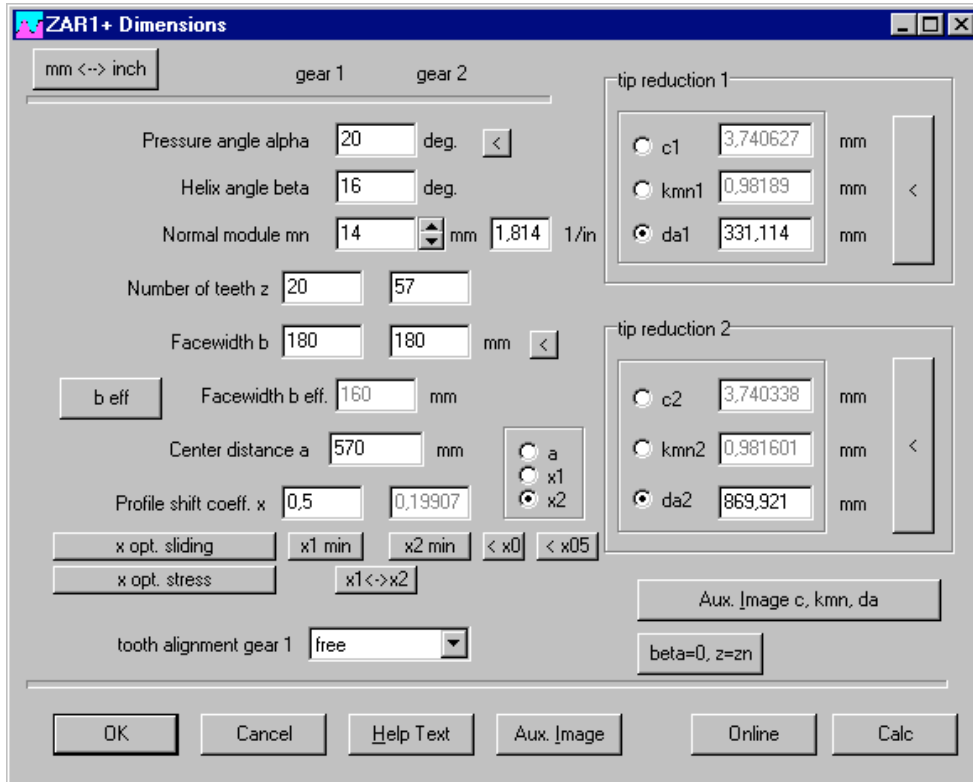 ZAR1+ Dimensions
mm <--> inch gear 1 gear 2
Pressure angle alpha 20 deg. <
Helix angle beta 16 deg.
Normal module mn 14 mm 1,814 1/in
Number of teeth z 20 57
Facewidth b 180 180 mm <
b eff Facewidth b eff. 160 mm
Center distance a 570 mm
a
x1
x2
Profile shift coeff. x 0,5 0,19907
x opt. sliding x1 min x2 min < x0 < x05
x opt. stress x1<->x2
tooth alignment gear 1 free
tip reduction 1
c1 3,740627 mm
kmn1 0,98189 mm <
da1 331,114 mm
tip reduction 2
c2 3,740338 mm
kmn2 0,981601 mm <
da2 869,921 mm
Aux. Image c, kmn, da
beta=0, z=zn
OK Cancel Help Text Aux. Image Online Calc